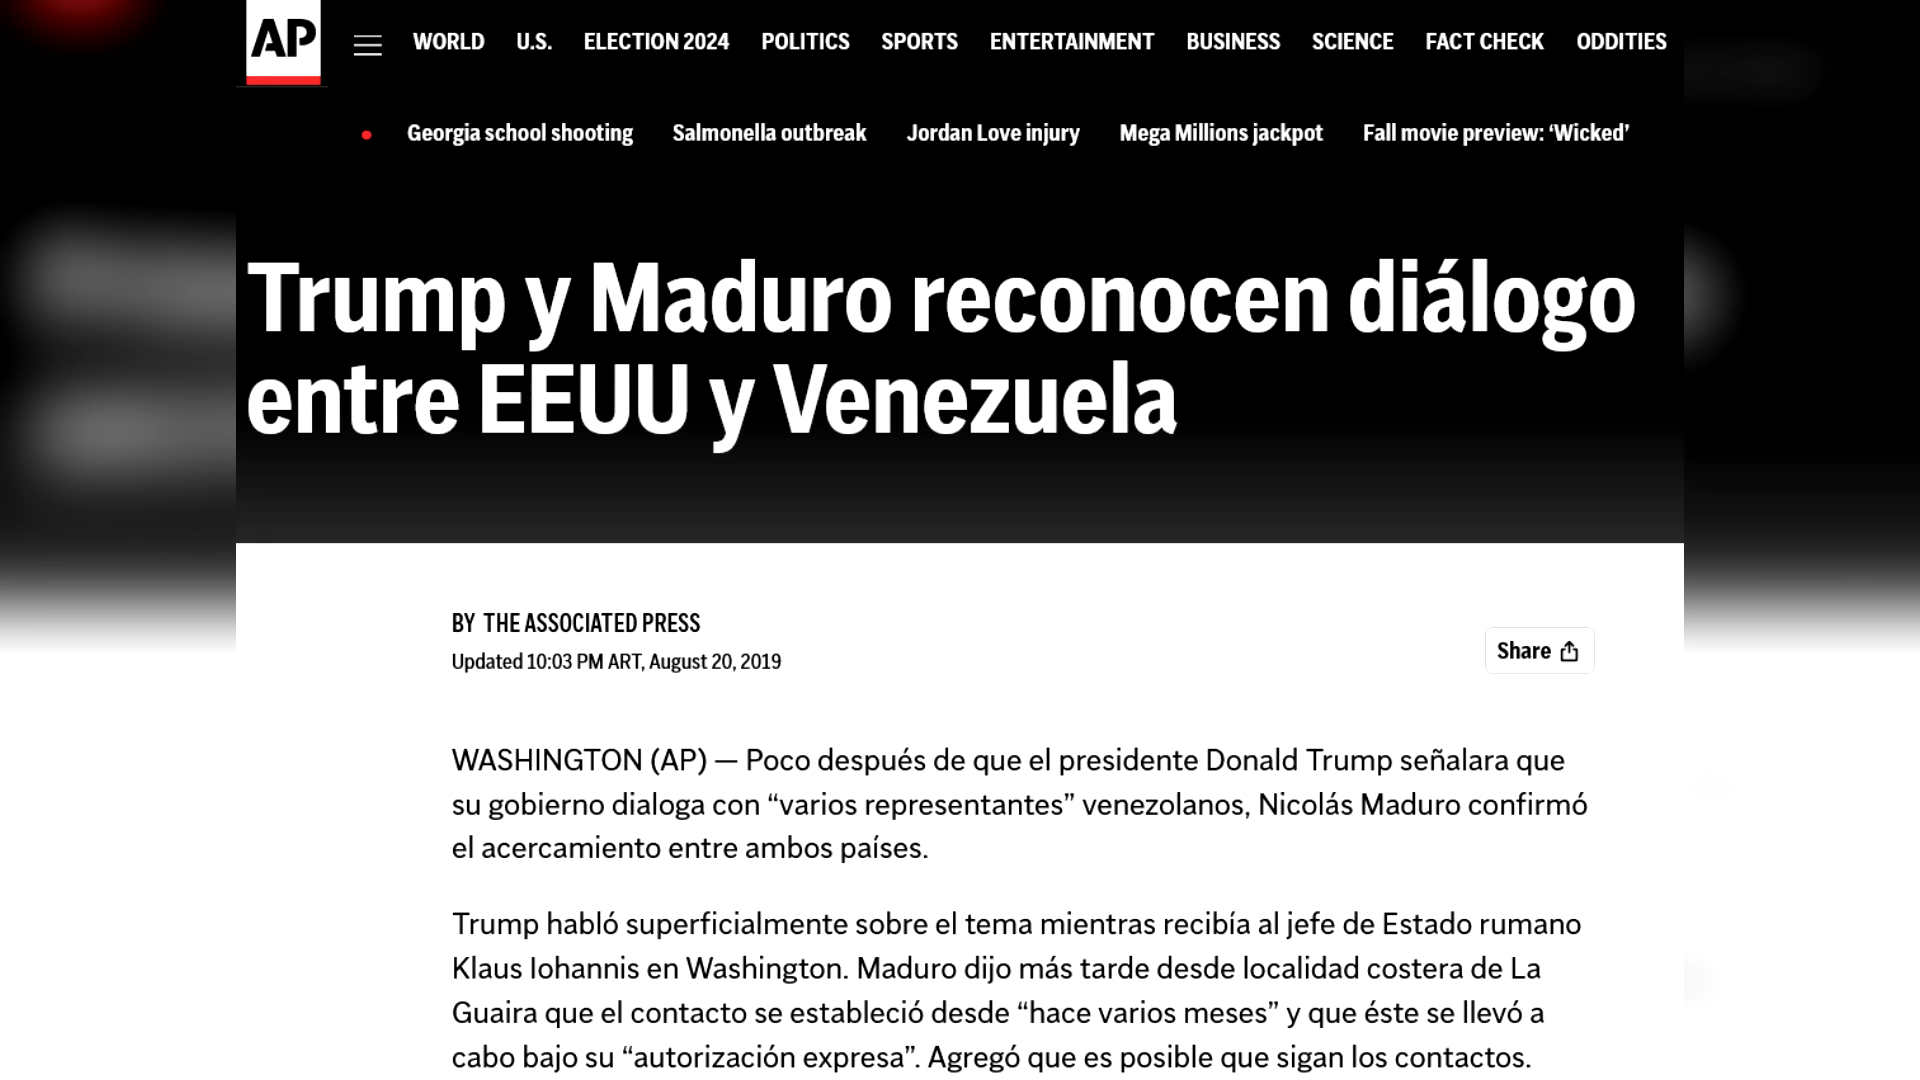 AP
WORLD U.S. ELECTION 2024 POLITICS SPORTS ENTERTAINMENT BUSINESS SCIENCE FACT CHECK ODDITIES
Georgia school shooting Salmonella outbreak Jordan Love injury Mega Millions jackpot Fall movie preview: ‘Wicked’
Trump y Maduro reconocen diálogo
entre EEUU y Venezuela
BY THE ASSOCIATED PRESS
Updated 10:03 PM ART, August 20, 2019
Share
WASHINGTON (AP) — Poco después de que el presidente Donald Trump señalara que
su gobierno dialoga con “varios representantes” venezolanos, Nicolás Maduro confirmó
el acercamiento entre ambos países.
Trump habló superficialmente sobre el tema mientras recibía al jefe de Estado rumano
Klaus Iohannis en Washington. Maduro dijo más tarde desde localidad costera de La
Guaira que el contacto se estableció desde “hace varios meses” y que éste se llevó a
cabo bajo su “autorización expresa”. Agregó que es posible que sigan los contactos.